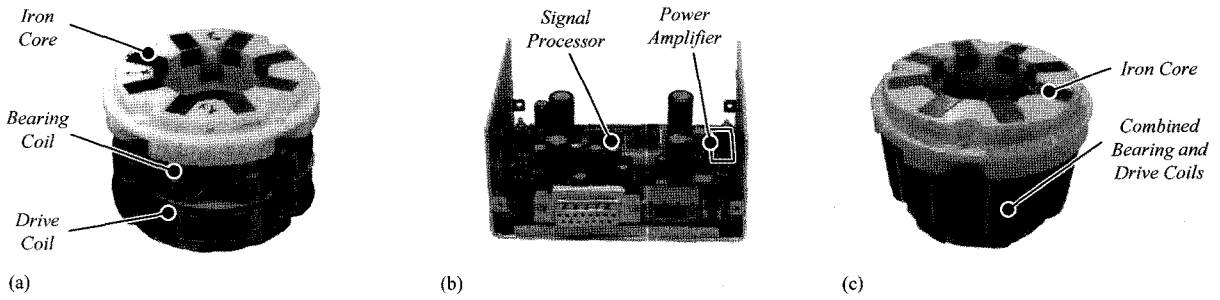 Iron
Core
Bearing
Coil
Drive
Coil
(a)
Signal
Processor
Power
Amplifier
(b)
Iron Core
Combined
Bearing and
Drive Coils
(c)